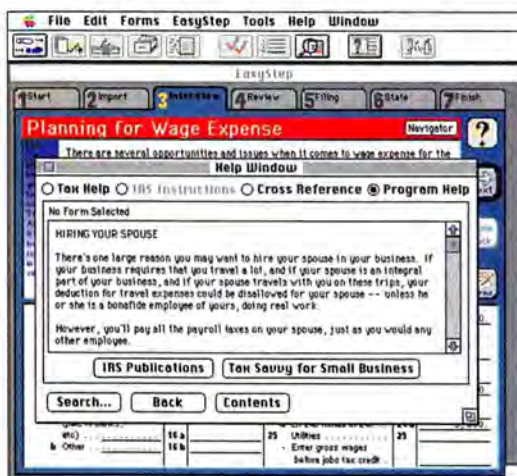 File Edit Forms EasyStep Tools Help Window
EasyStep
1 Start 2 Import 3 Interview 4 Review 5 Filing 6 State 7 Finish
Planning for Wage Expense
Navigator
?
There are several opportunities and issues when it comes to wage expense for the
Help Window
Tax Help IRS Instructions Cross Reference Program Help
No Form Selected
HIRING YOUR SPOUSE
There's one large reason you may want to hire your spouse in your business. If
your business requires that you travel a lot, and if your spouse is an integral
part of your business, and if your spouse travels with you on these trips, your
deduction for travel expenses could be disallowed for your spouse -- unless he
or she is a bonafide employee of yours, doing real work.
However, you'll pay all the payroll taxes on your spouse, just as you would any
other employee.
IRS Publications Tax Savvy for Small Business
Search... Back Contents
etc) 16a 25 Utilities 25
b Other 16b - Enter gross wages
before jobs tax credit